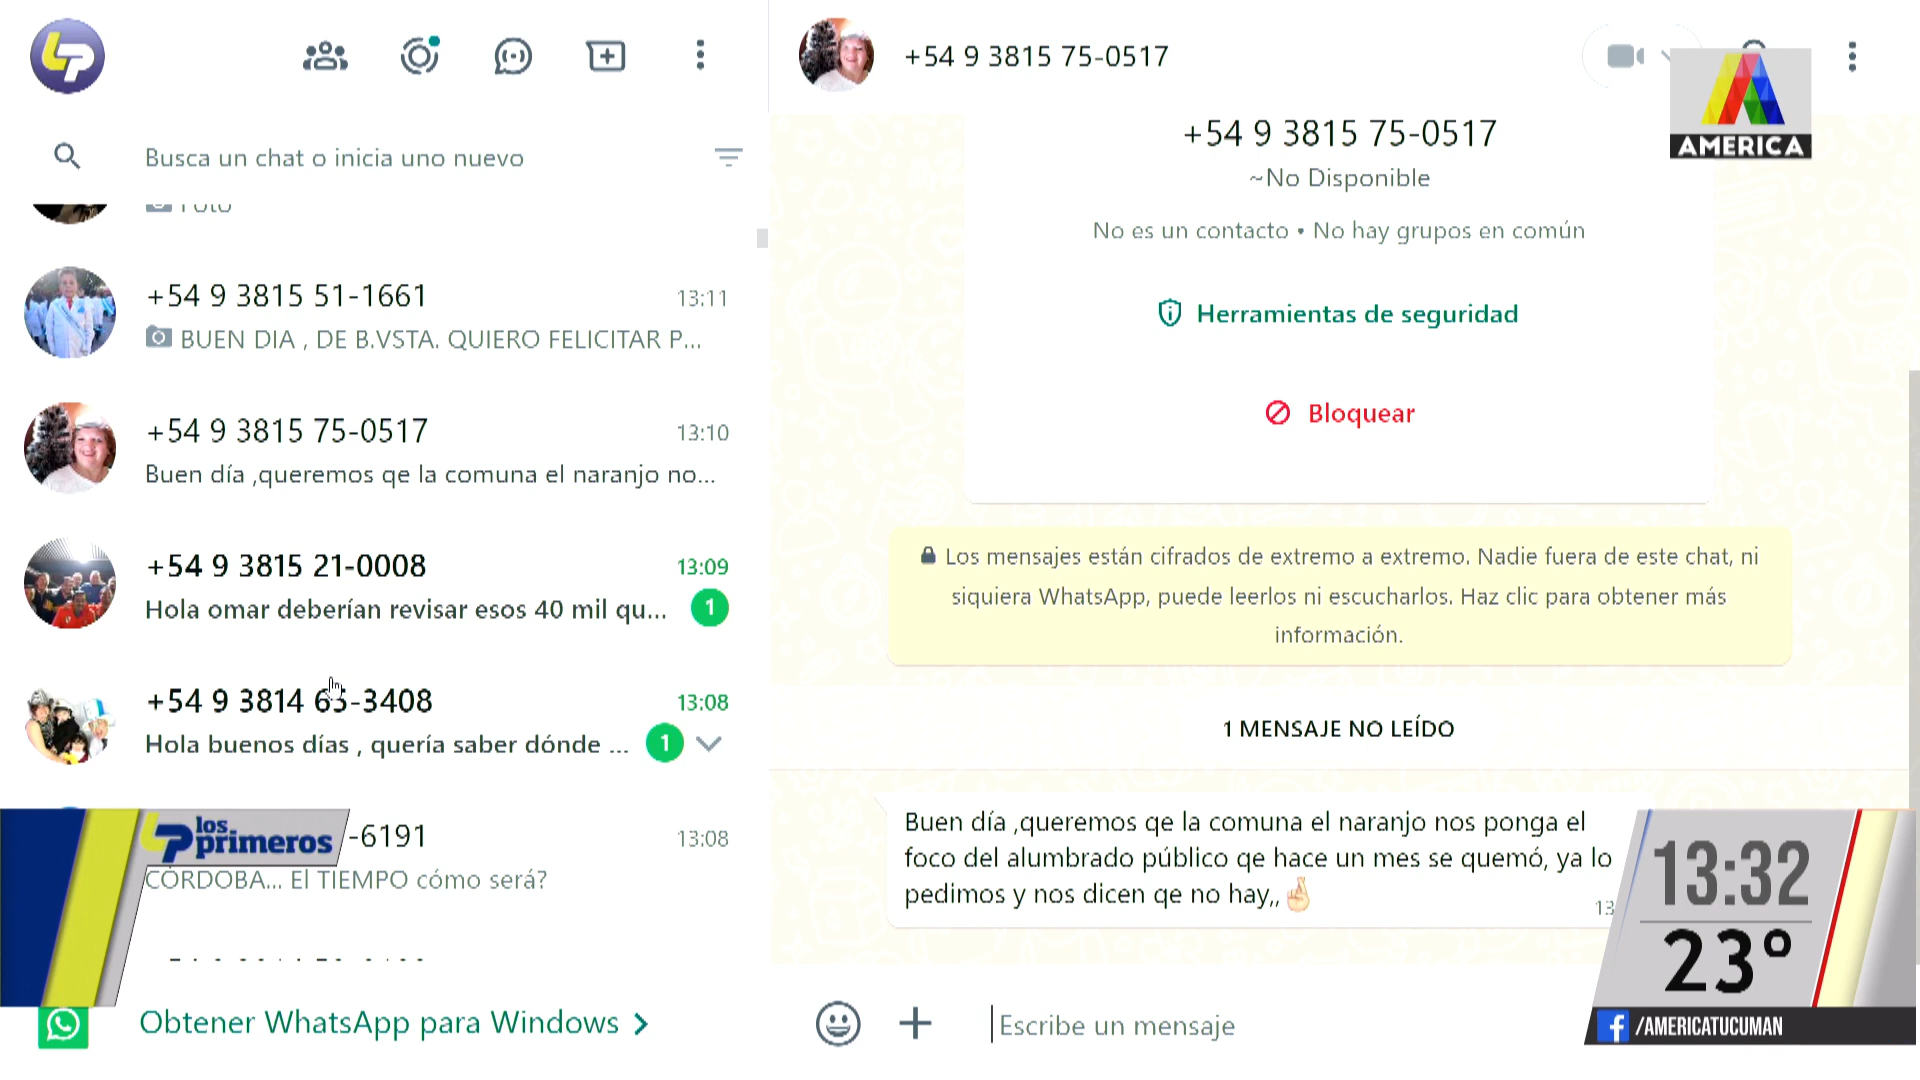 +54 9 3815 75-0517
AMERICA
Busca un chat o inicia uno nuevo
Foto
+54 9 3815 51-1661
13:11
BUEN DIA , DE B.VSTA. QUIERO FELICITAR P...
+54 9 3815 75-0517
13:10
Buen día ,queremos qe la comuna el naranjo no...
+54 9 3815 21-0008
13:09
Hola omar deberían revisar esos 40 mil qu...
1
+54 9 3814 63-3408
13:08
Hola buenos días , quería saber dónde ...
1
-6191
13:08
CÓRDOBA... El TIEMPO cómo será?
los primeros
Obtener WhatsApp para Windows
+54 9 3815 75-0517
~No Disponible
No es un contacto • No hay grupos en común
Herramientas de seguridad
Bloquear
Los mensajes están cifrados de extremo a extremo. Nadie fuera de este chat, ni
siquiera WhatsApp, puede leerlos ni escucharlos. Haz clic para obtener más
información.
1 MENSAJE NO LEÍDO
Buen día ,queremos qe la comuna el naranjo nos ponga el
foco del alumbrado público qe hace un mes se quemó, ya lo
pedimos y nos dicen qe no hay,,🤞
13
Escribe un mensaje
13:32
23°
/AMERICATUCUMAN